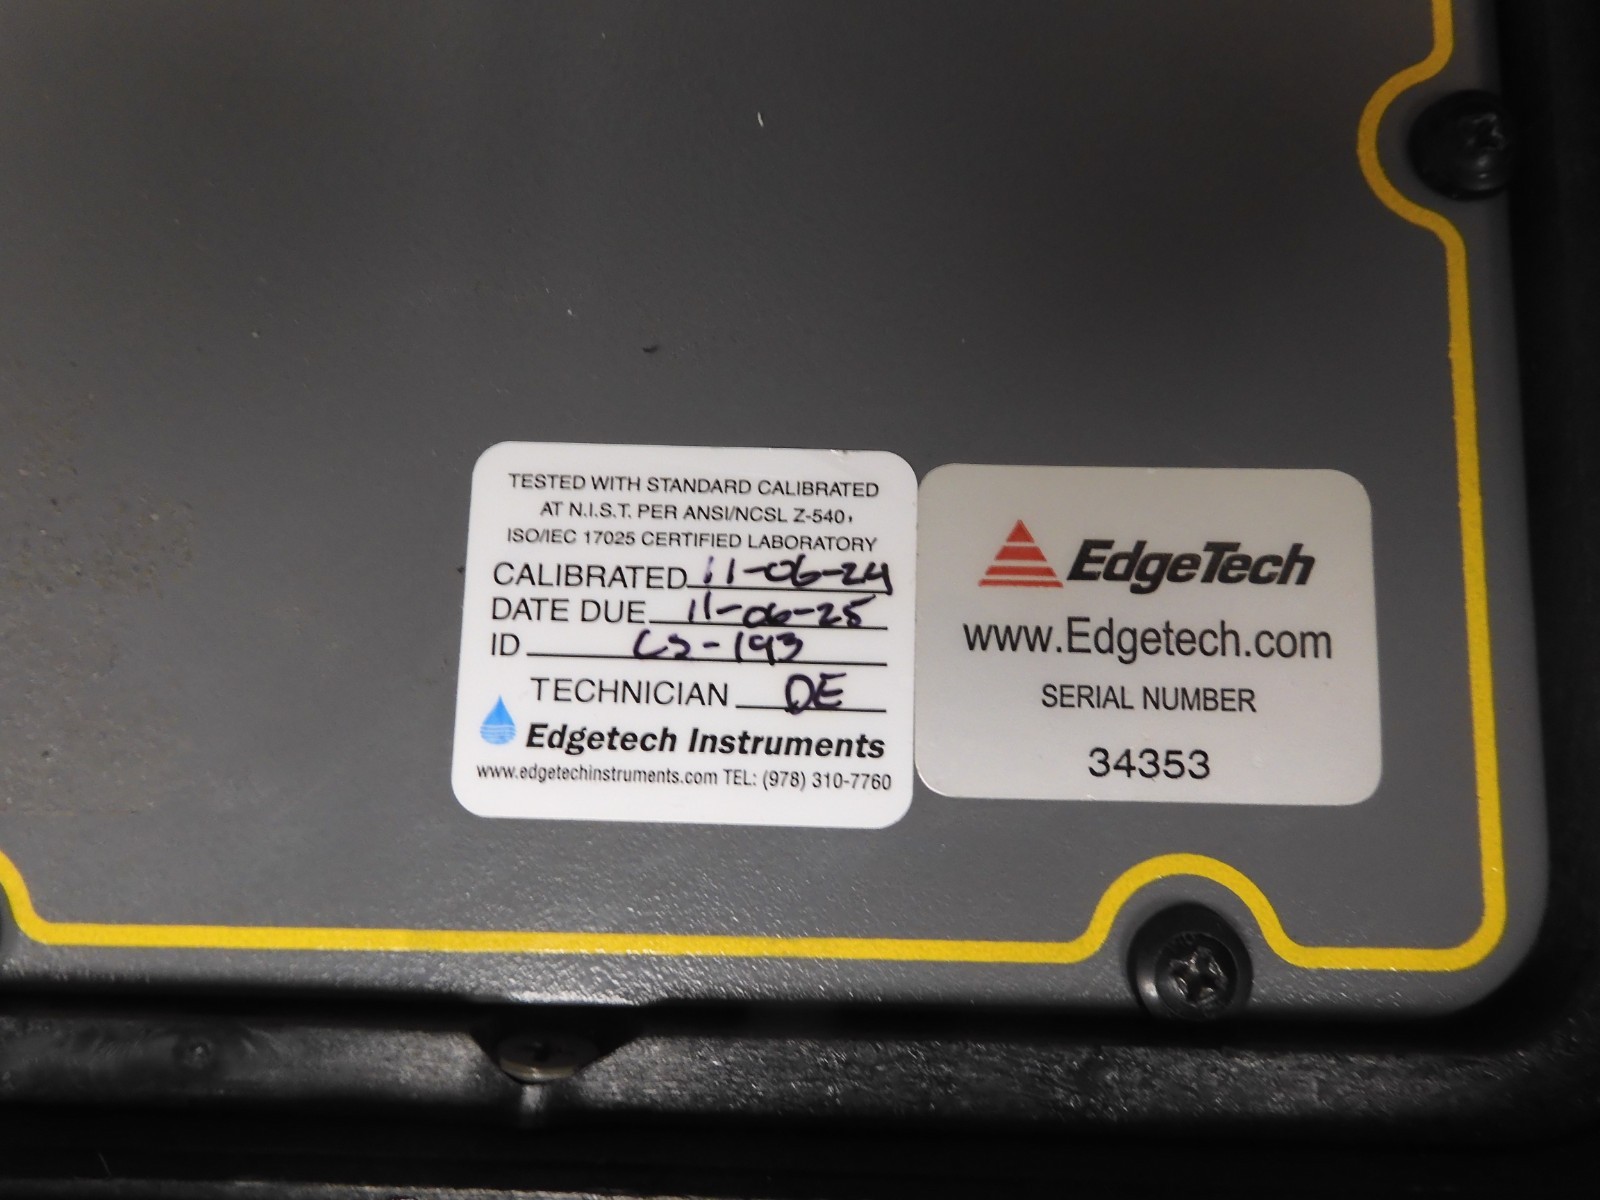 TESTED WITH STANDARD CALIBRATED
AT N.I.S.T. PER ANSI/NCSL Z-540,
ISO/IEC 17025 CERTIFIED LABORATORY
CALIBRATED 11-06-24
DATE DUE 11-06-25
ID CS-193
TECHNICIAN DE
Edgetech Instruments
www.edgetechinstruments.com TEL: (978) 310-7760
EdgeTech
www.Edgetech.com
SERIAL NUMBER
34353